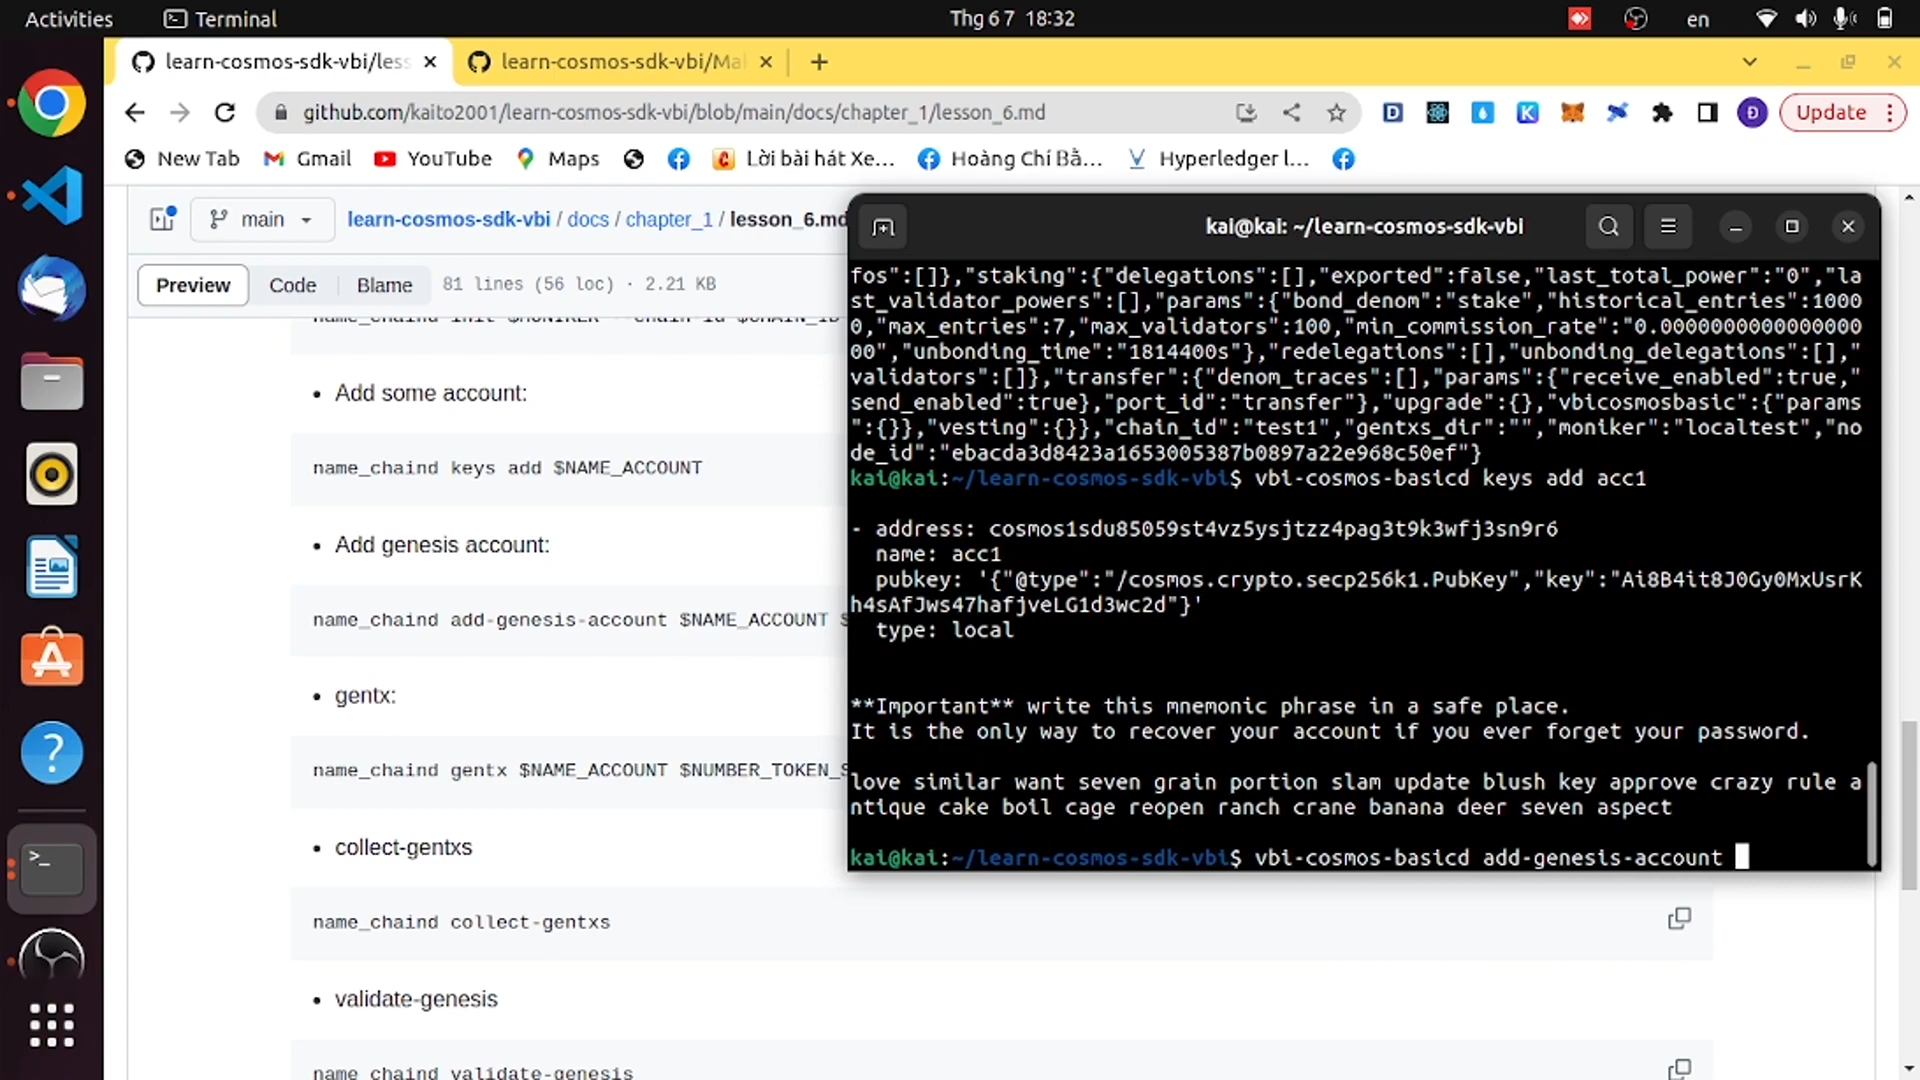 Activities
Terminal
Thg 6 7 18:32
en
learn-cosmos-sdk-vbi/less
learn-cosmos-sdk-vbi/Mak
github.com/kaito2001/learn-cosmos-sdk-vbi/blob/main/docs/chapter_1/lesson_6.md
Update
New Tab
Gmail
YouTube
Maps
Lời bài hát Xe...
Hoàng Chí Bằ...
Hyperledger l...
main
learn-cosmos-sdk-vbi / docs / chapter_1 / lesson_6.md
Preview
Code
Blame
81 lines (56 loc) · 2.21 KB
name_chaind init $MONIKER --chain-id $CHAIN_ID
• Add some account:
name_chaind keys add $NAME_ACCOUNT
• Add genesis account:
name_chaind add-genesis-account $NAME_ACCOUNT $
• gentx:
name_chaind gentx $NAME_ACCOUNT $NUMBER_TOKEN_S
• collect-gentxs
name_chaind collect-gentxs
• validate-genesis
name_chaind validate-genesis
kai@kai: ~/learn-cosmos-sdk-vbi
fos":[]},"staking":{"delegations":[],"exported":false,"last_total_power":"0","la
st_validator_powers":[],"params":{"bond_denom":"stake","historical_entries":1000
0,"max_entries":7,"max_validators":100,"min_commission_rate":"0.0000000000000000
00","unbonding_time":"1814400s"},"redelegations":[],"unbonding_delegations":[],"
validators":[]},"transfer":{"denom_traces":[],"params":{"receive_enabled":true,"
send_enabled":true},"port_id":"transfer"},"upgrade":{},"vbicosmosbasic":{"params
":{}},"vesting":{}},"chain_id":"test1","gentxs_dir":"","moniker":"localtest","no
de_id":"ebacda3d8423a1653005387b0897a22e968c50ef"}
kai@kai:~/learn-cosmos-sdk-vbi$ vbi-cosmos-basicd keys add acc1
- address: cosmos1sdu85059st4vz5ysjtzz4pag3t9k3wfj3sn9r6
name: acc1
pubkey: '{"@type":"/cosmos.crypto.secp256k1.PubKey","key":"Ai8B4it8J0Gy0MxUsrK
h4sAfJws47hafjveLG1d3wc2d"}'
type: local
**Important** write this mnemonic phrase in a safe place.
It is the only way to recover your account if you ever forget your password.
love similar want seven grain portion slam update blush key approve crazy rule a
ntique cake boil cage reopen ranch crane banana deer seven aspect
kai@kai:~/learn-cosmos-sdk-vbi$ vbi-cosmos-basicd add-genesis-account